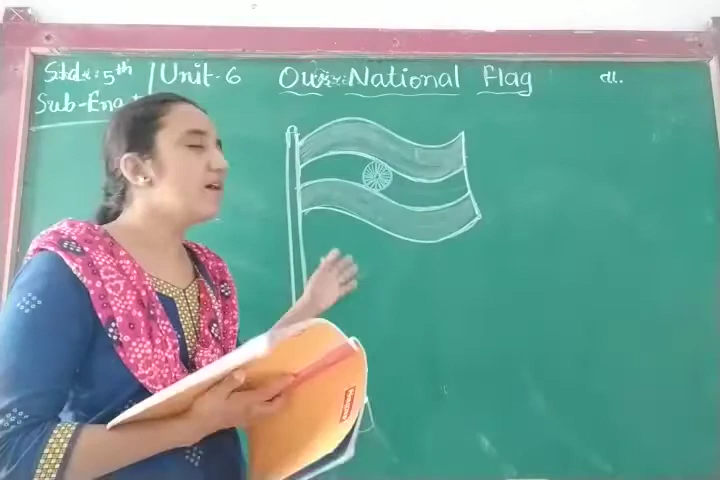 Std: 5th | Unit-6 Our National Flag તા.
Sub-Eng